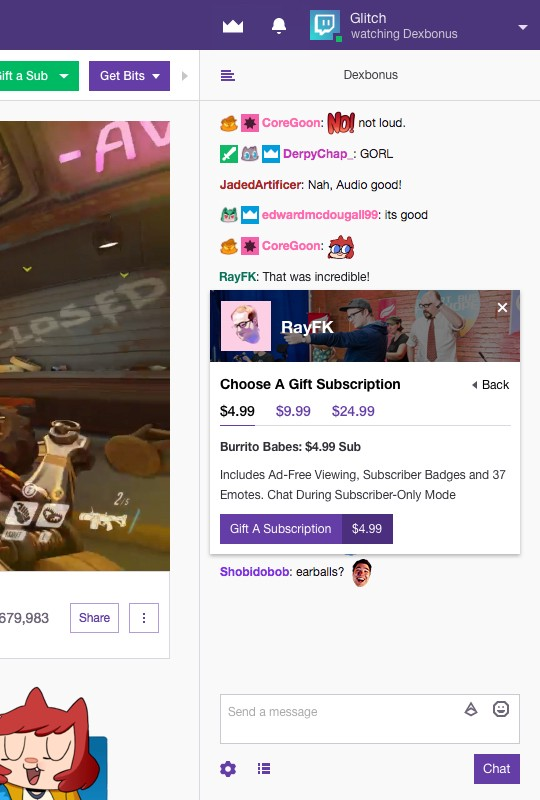 Glitch
watching Dexbonus
Gift a Sub
Get Bits
Dexbonus
CoreGoon: NO! not loud.
DerpyChap_: GORL
JadedArtificer: Nah, Audio good!
edwardmcdougall99: its good
CoreGoon:
RayFK: That was incredible!
RayFK
Choose A Gift Subscription
Back
$4.99 $9.99 $24.99
Burrito Babes: $4.99 Sub
Includes Ad-Free Viewing, Subscriber Badges and 37
Emotes. Chat During Subscriber-Only Mode
Gift A Subscription $4.99
Shobidobob: earballs?
-AV
CLOSED
2/5
679,983
Share
Send a message
Chat